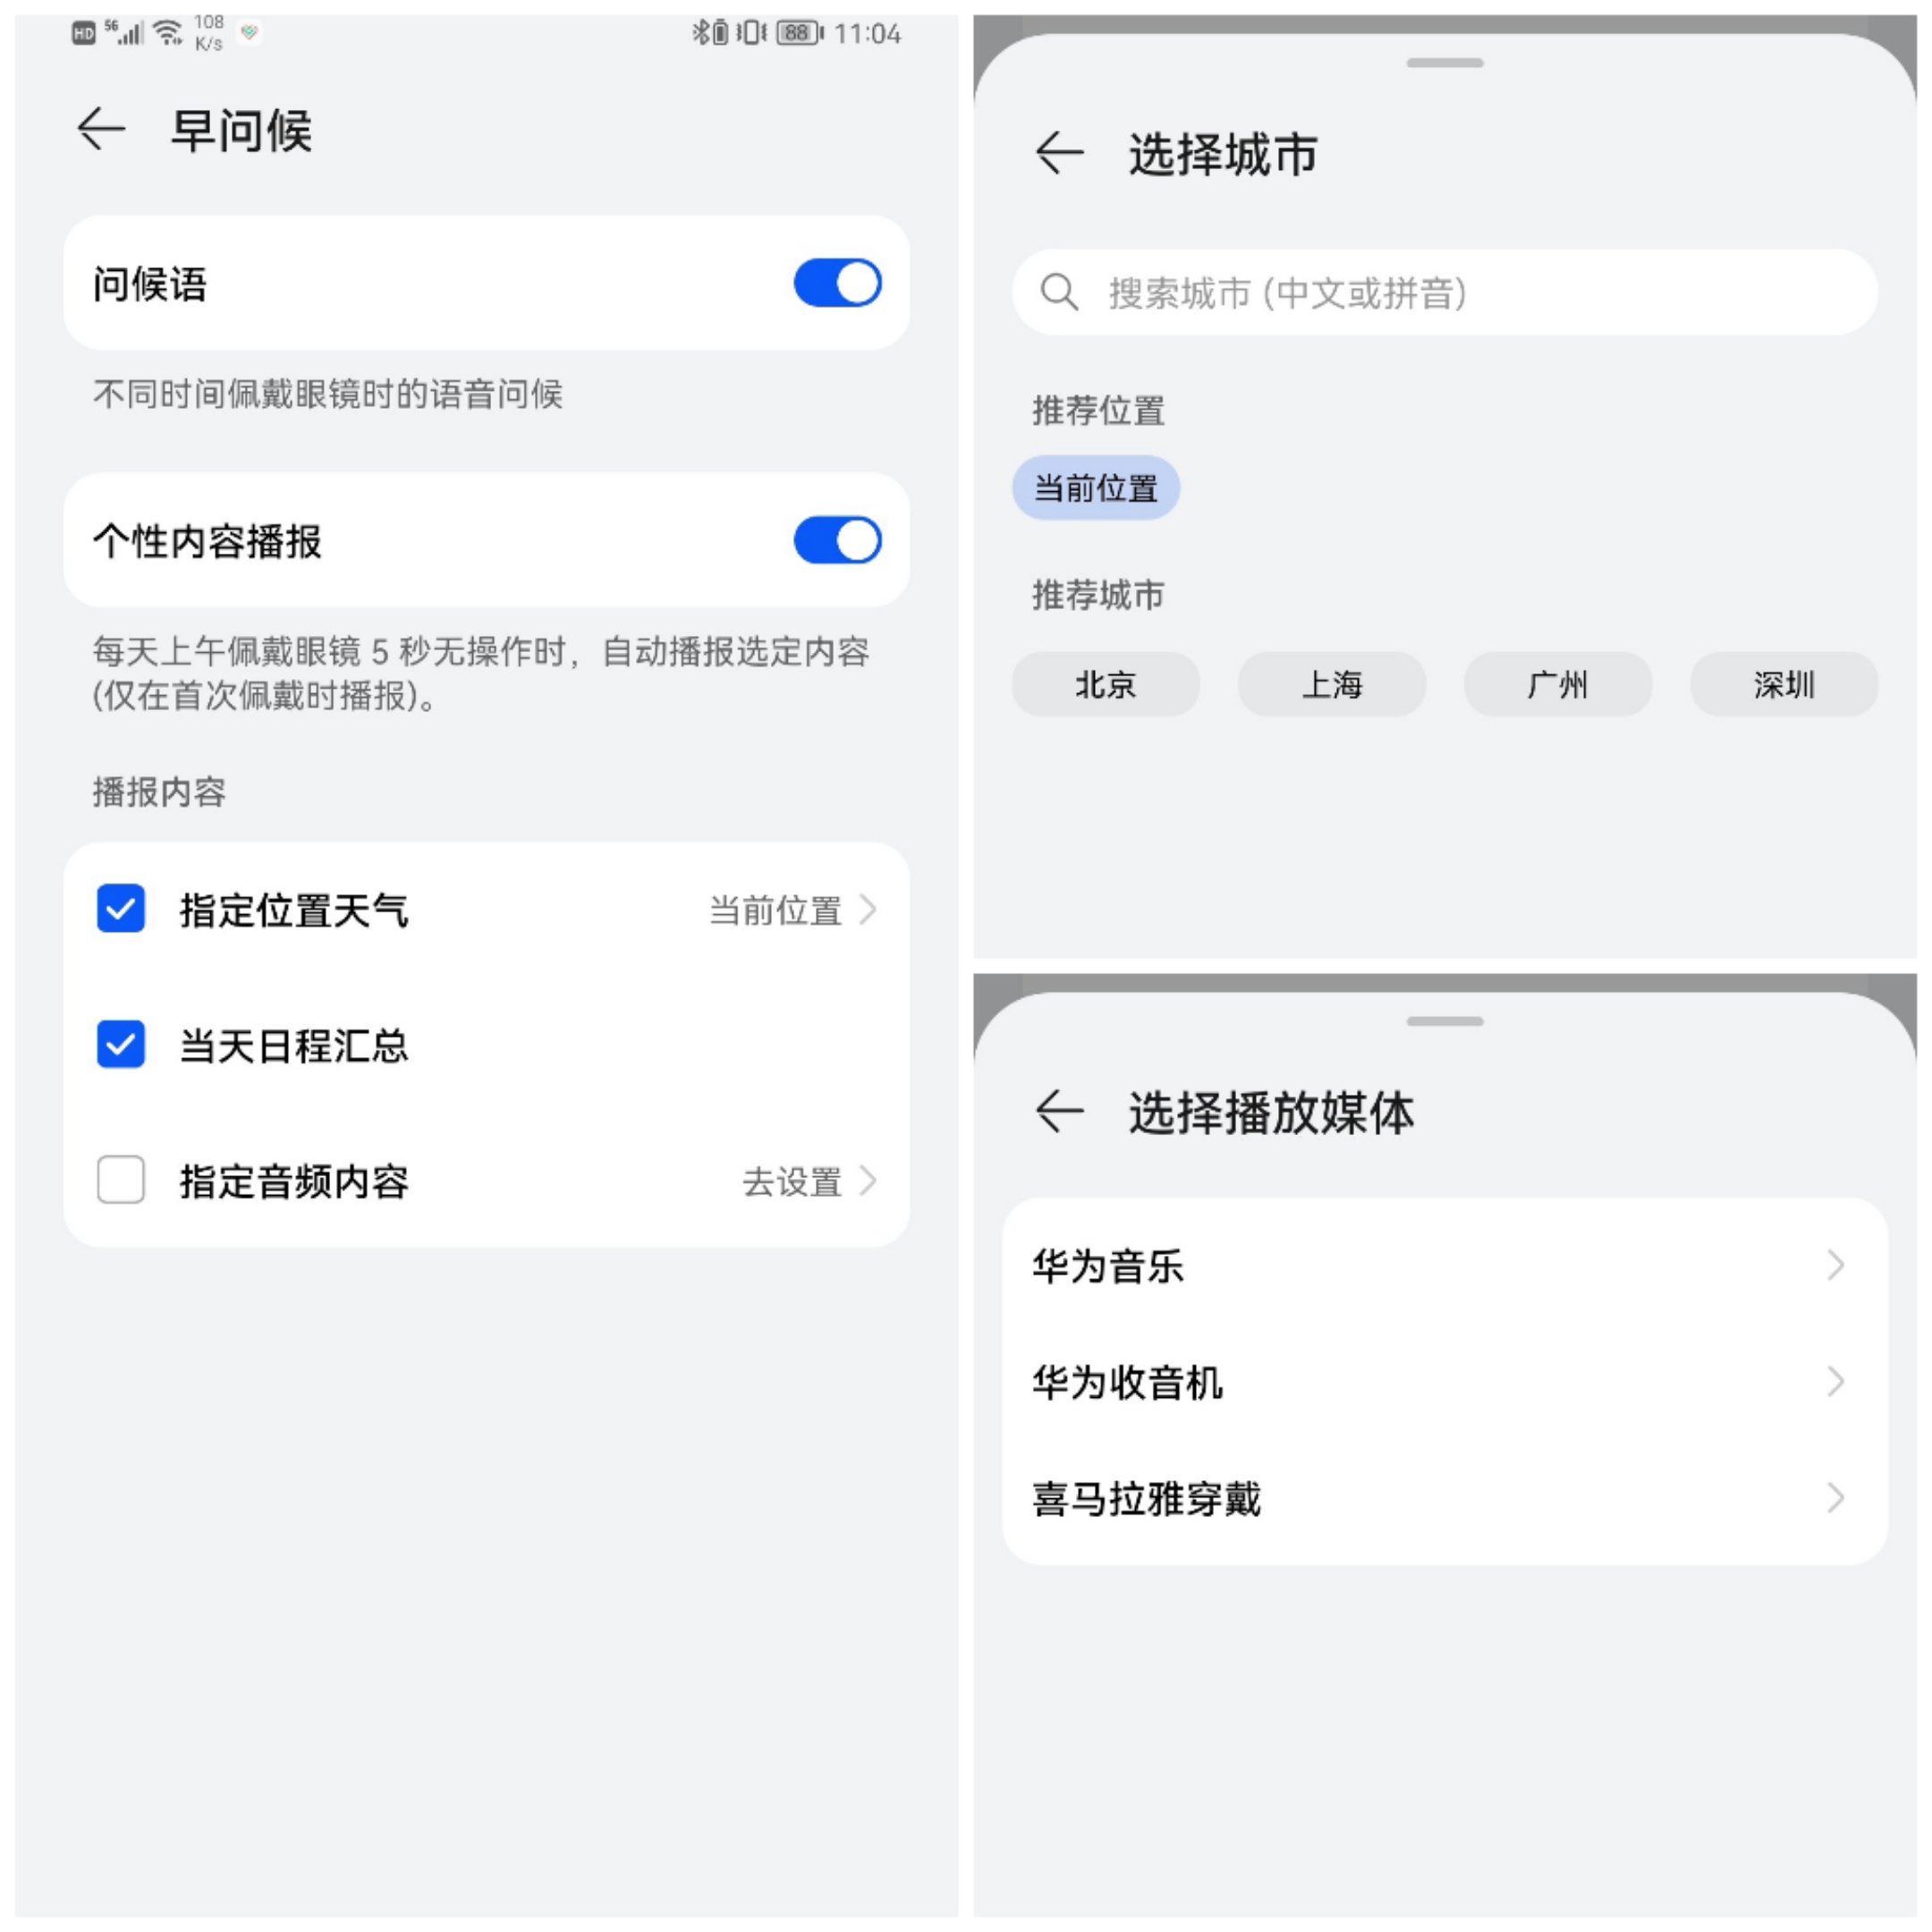 HD 5G 108 K/s 88 11:04
早问候
问候语
不同时间佩戴眼镜时的语音问候
个性内容播报
每天上午佩戴眼镜 5 秒无操作时，自动播报选定内容
(仅在首次佩戴时播报)。
播报内容
指定位置天气 当前位置
当天日程汇总
指定音频内容 去设置
选择城市
搜索城市 (中文或拼音)
推荐位置
当前位置
推荐城市
北京 上海 广州 深圳
选择播放媒体
华为音乐
华为收音机
喜马拉雅穿戴